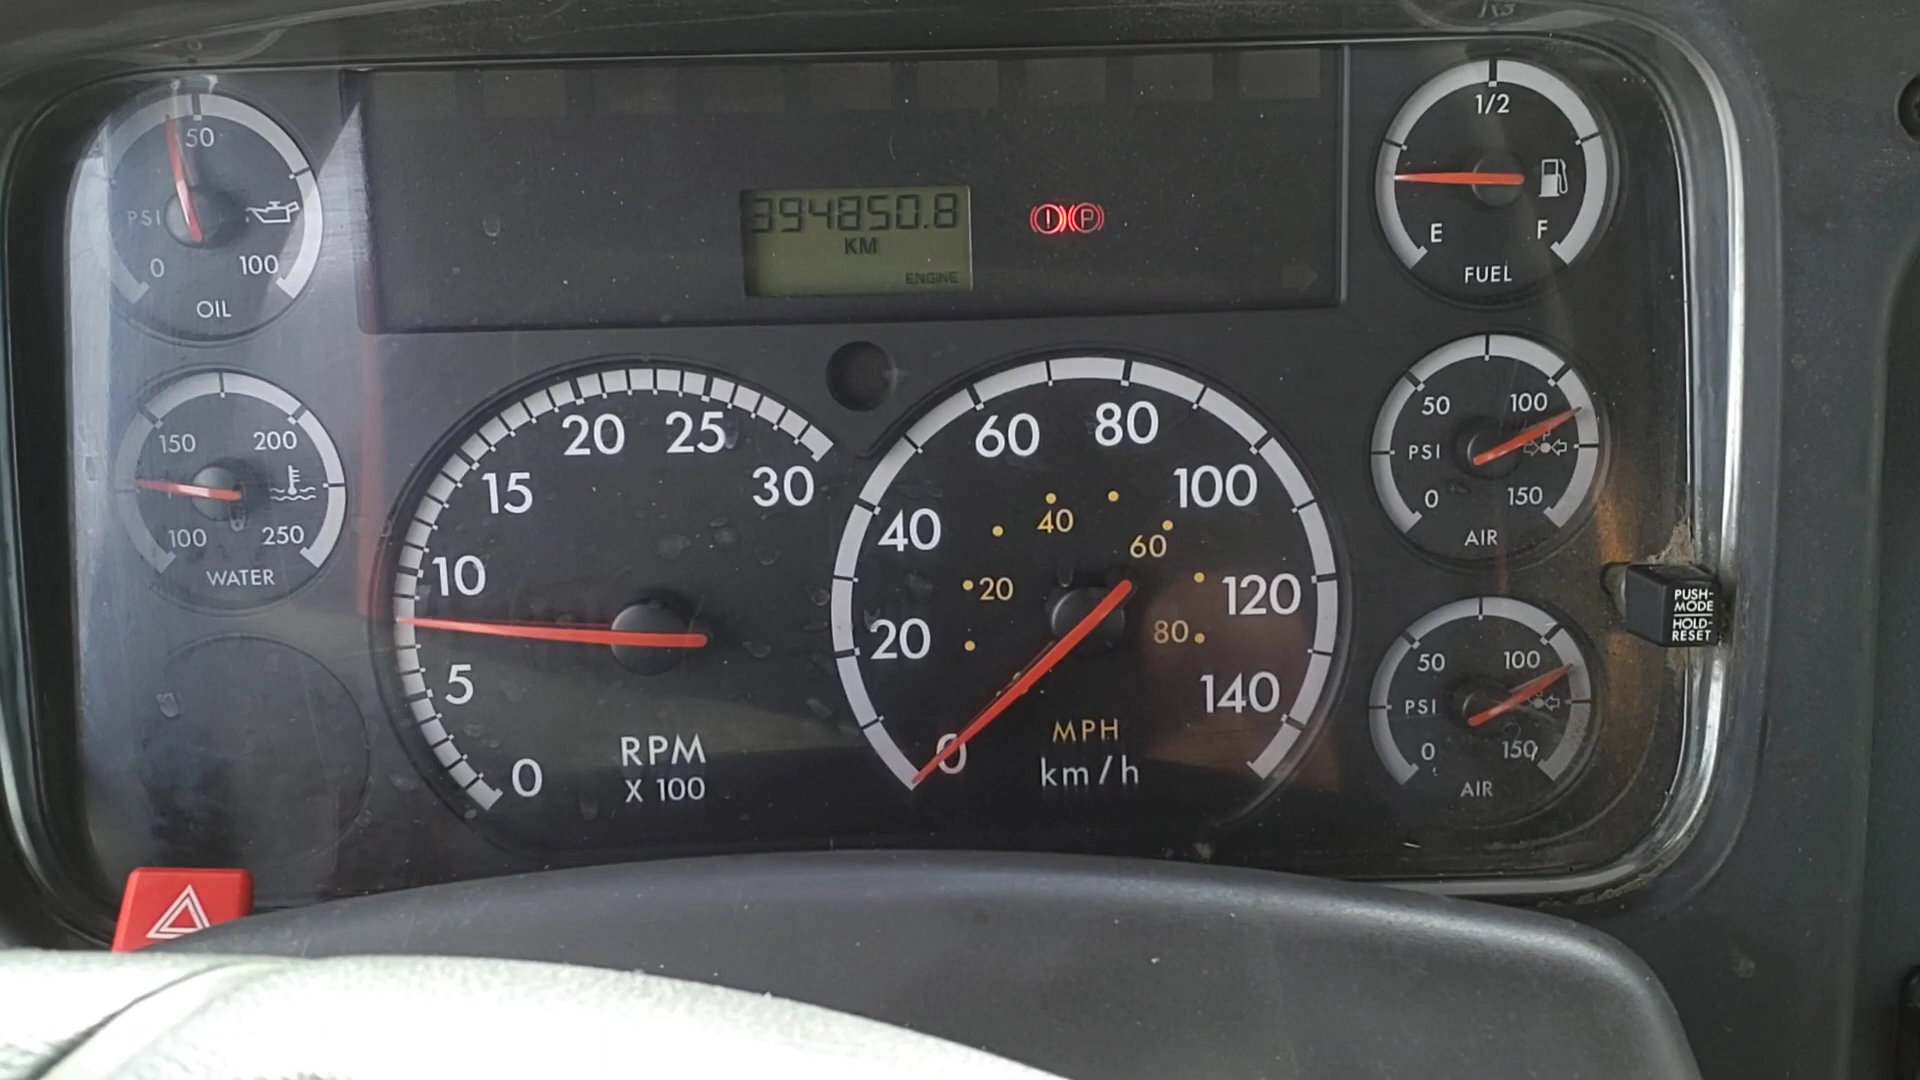 50
PSI
0 100
OIL
394850.8
KM
ENGINE
P
1/2
E F
FUEL
150 200
100 250
WATER
0 5 10 15 20 25 30
RPM
X 100
0 20 40 60 80 100 120 140
20 40 60 80
MPH
km/h
50 100
PSI
0 150
AIR
50 100
PSI
0 150
AIR
PUSH-
MODE
HOLD-
RESET